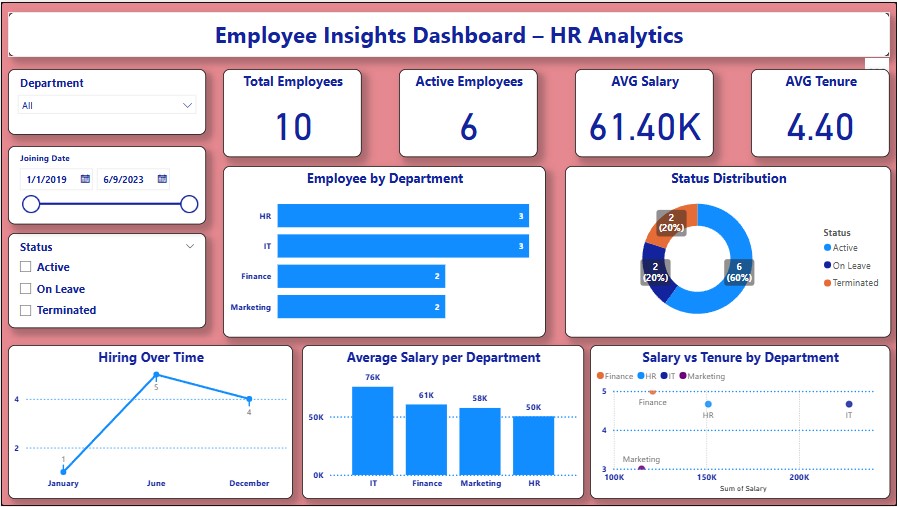 Employee Insights Dashboard – HR Analytics
Department
All
Joining Date
1/1/2019
6/9/2023
Status
Active
On Leave
Terminated
Total Employees
10
Active Employees
6
AVG Salary
61.40K
AVG Tenure
4.40
Employee by Department
HR
3
IT
3
Finance
2
Marketing
2
Status Distribution
2
(20%)
2
(20%)
6
(60%)
Status
Active
On Leave
Terminated
Hiring Over Time
4
2
1
5
4
January
June
December
Average Salary per Department
50K
0K
76K
61K
58K
50K
IT
Finance
Marketing
HR
Salary vs Tenure by Department
Finance HR IT Marketing
5
4
3
Finance
HR
IT
Marketing
100K
150K
200K
Sum of Salary